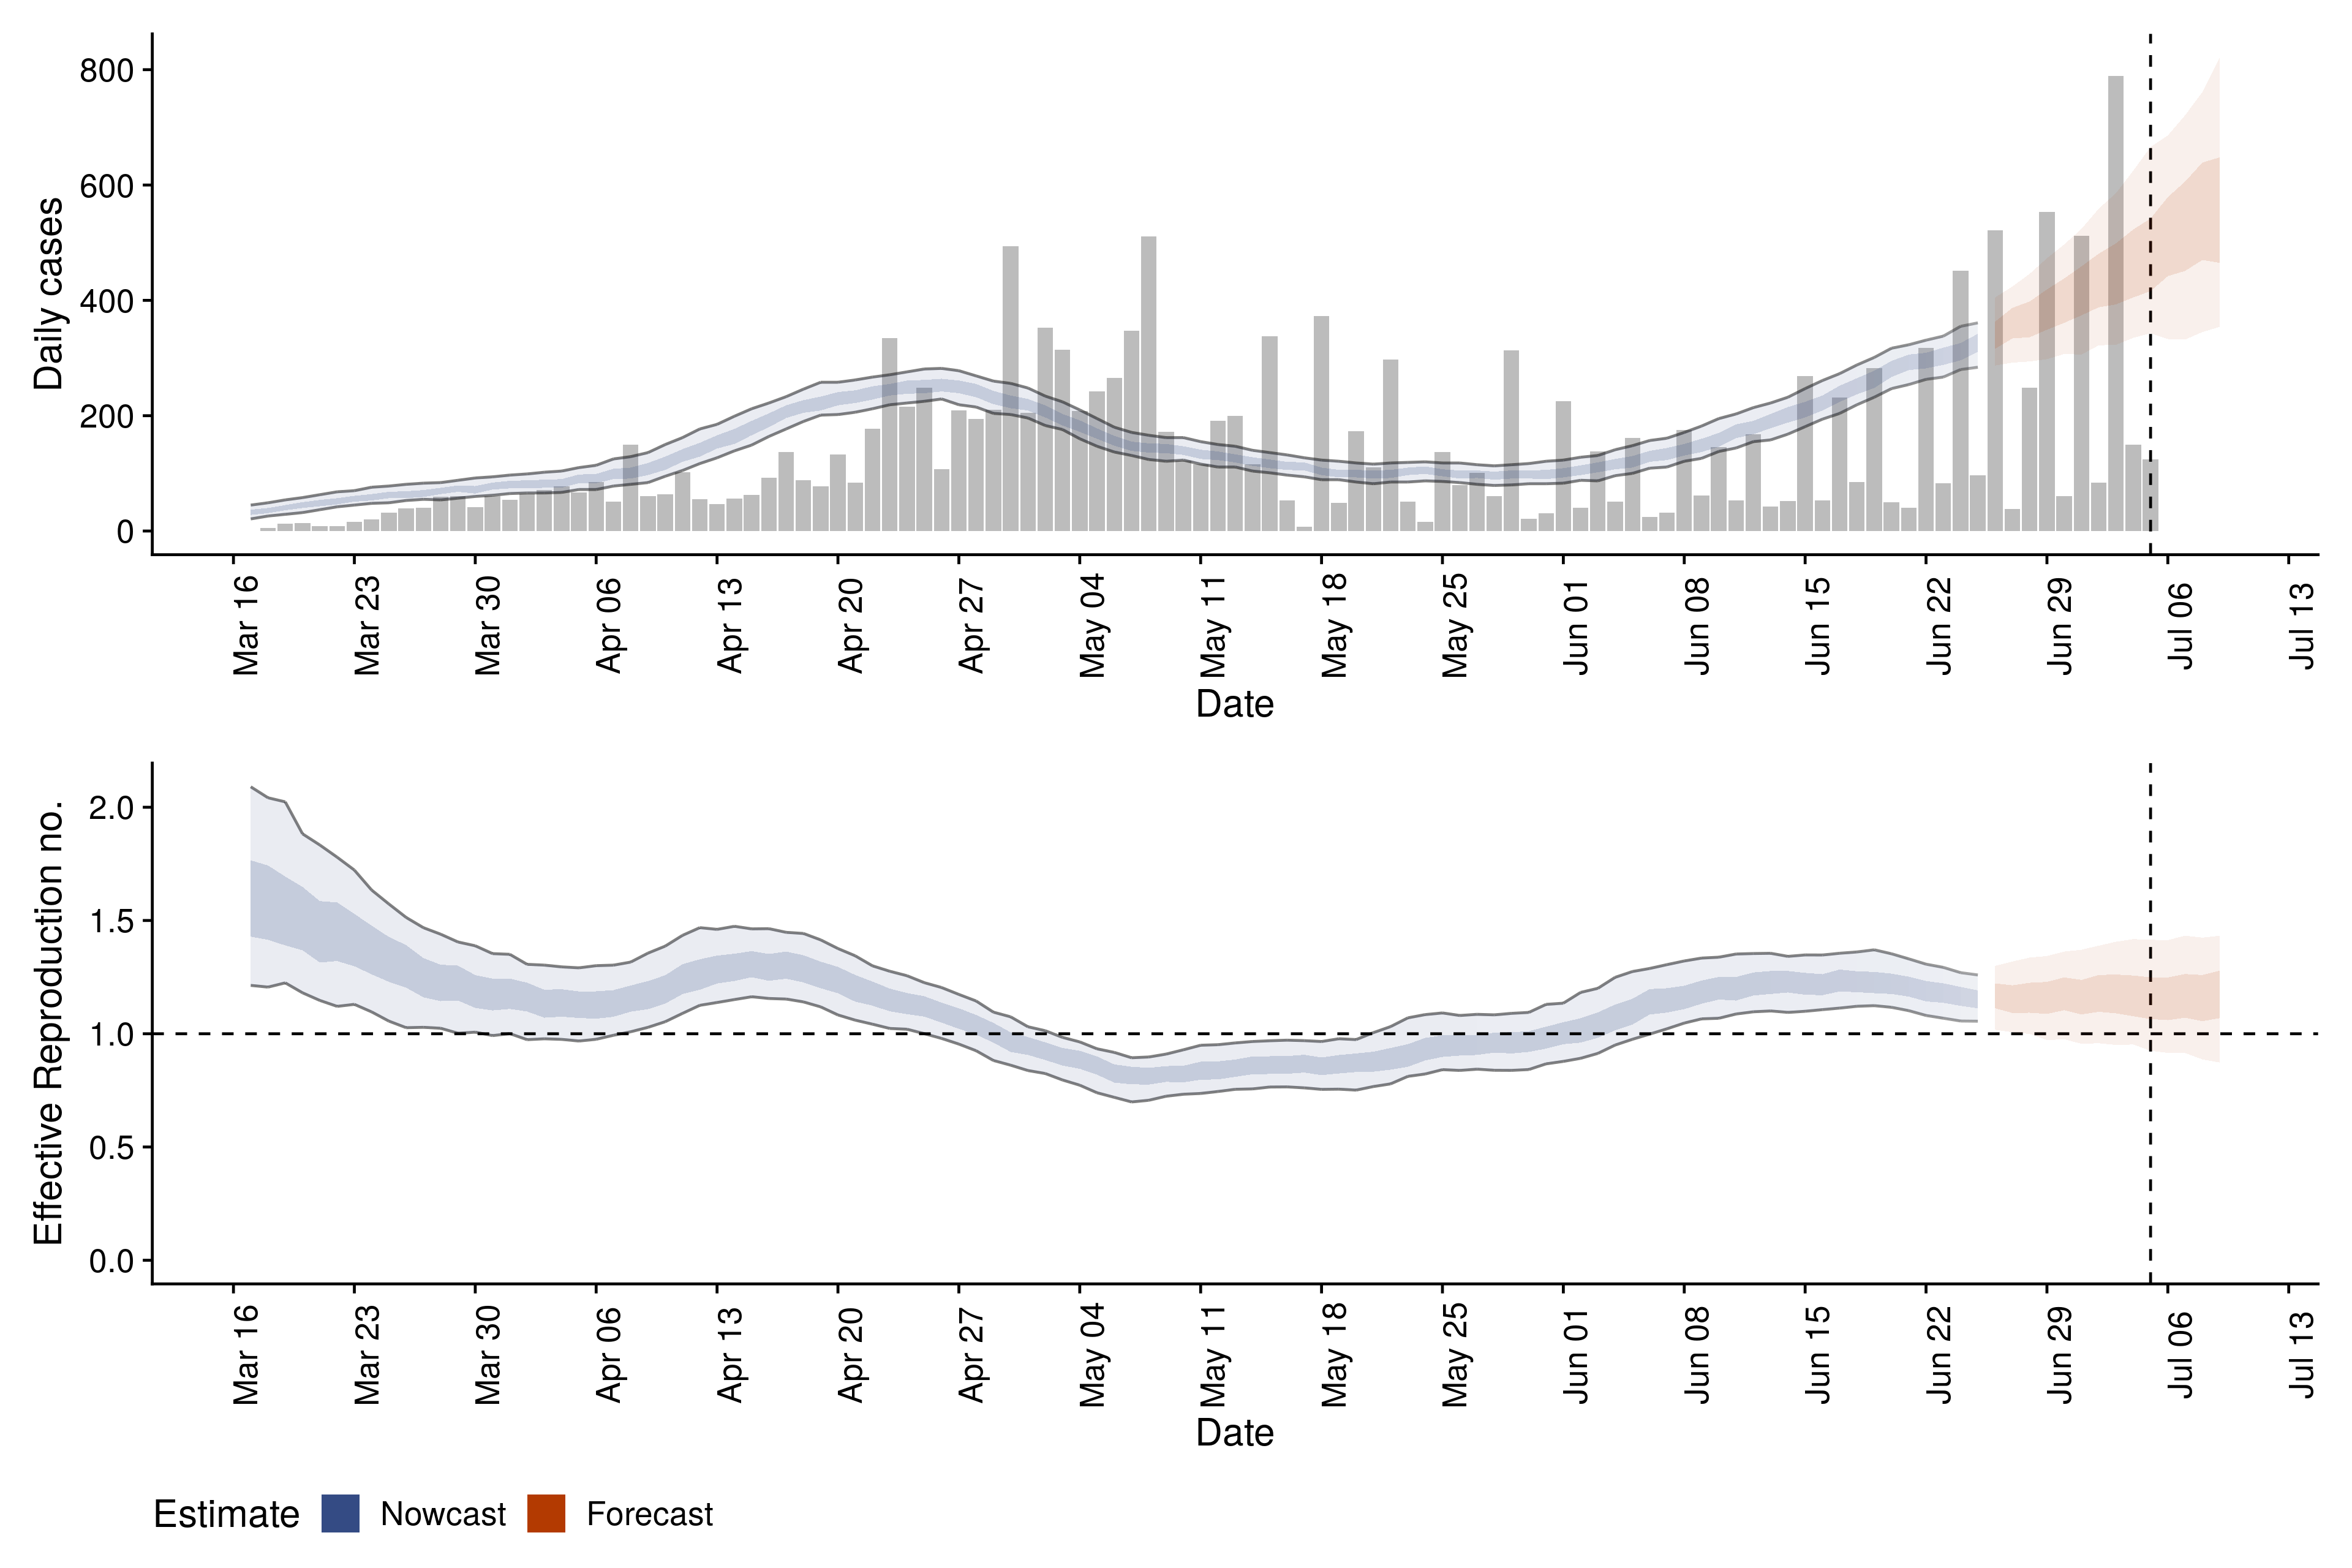 Daily cases
800
600
400
200
0
Mar 16 Mar 23 Mar 30 Apr 06 Apr 13 Apr 20 Apr 27 May 04 May 11 May 18 May 25 Jun 01 Jun 08 Jun 15 Jun 22 Jun 29 Jul 06 Jul 13
Date
Effective Reproduction no.
2.0
1.5
1.0
0.5
0.0
Mar 16 Mar 23 Mar 30 Apr 06 Apr 13 Apr 20 Apr 27 May 04 May 11 May 18 May 25 Jun 01 Jun 08 Jun 15 Jun 22 Jun 29 Jul 06 Jul 13
Date
Estimate Nowcast Forecast